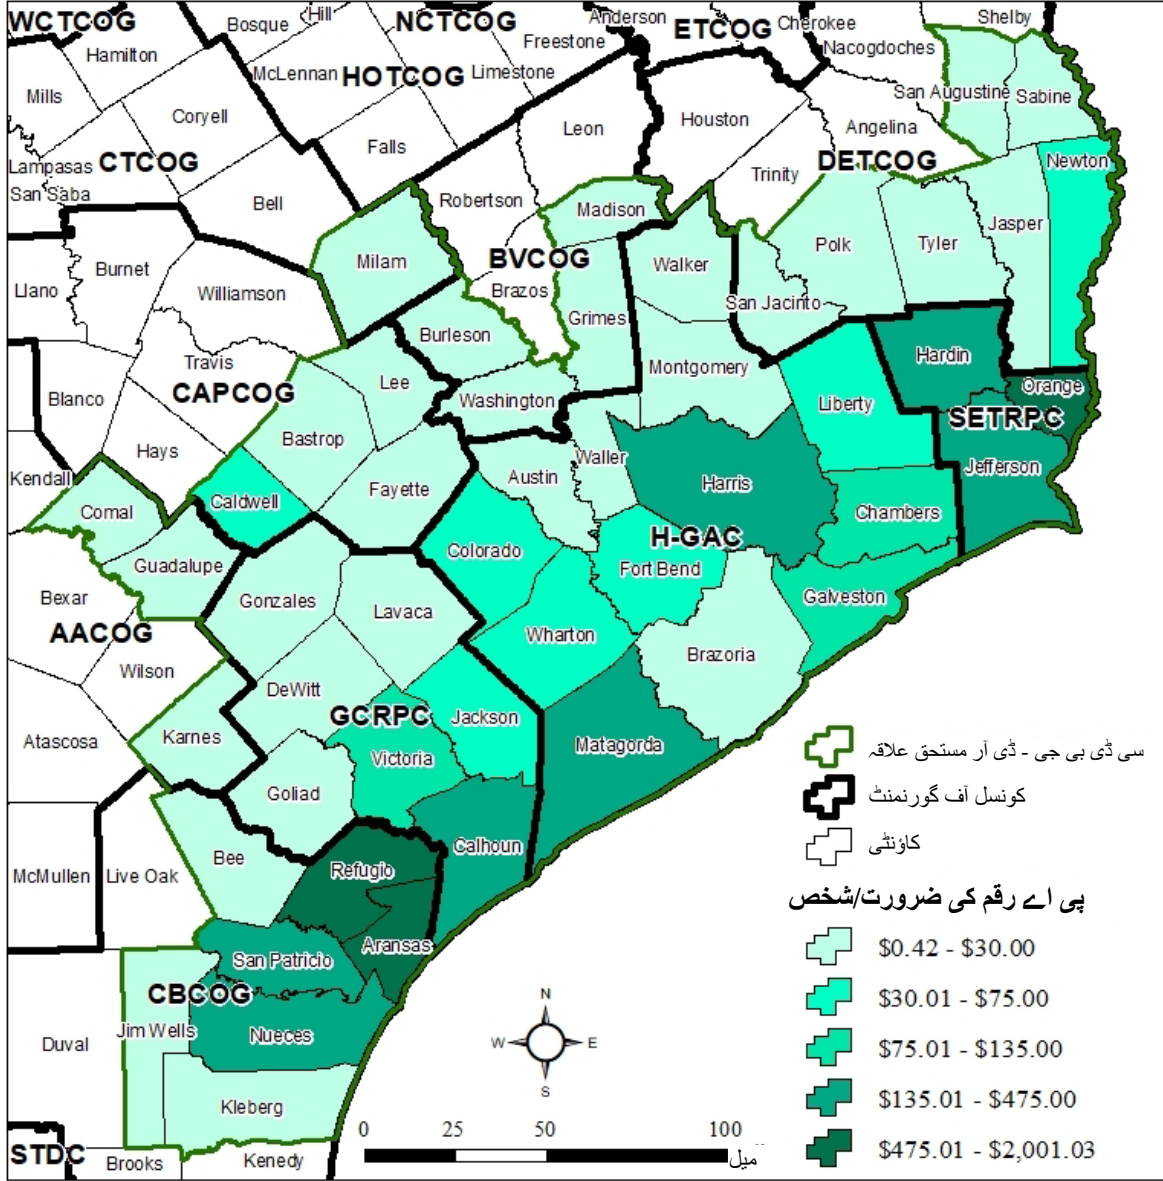 WCTCOG
Bosque
Hill
NCTCOG
Anderson
ETCOG
Cherokee
Shelby
Hamilton
McLennan
HOTCOG
Limestone
Freestone
Nacogdoches
Mills
Coryell
Falls
Leon
Houston
Angelina
San Augustine
Sabine
Lampasas
CTCOG
San Saba
Bell
Robertson
Madison
Trinity
DETCOG
Newton
Burnet
Milam
BVCOG
Walker
Polk
Tyler
Jasper
Llano
Williamson
Brazos
Grimes
San Jacinto
Burleson
Travis
Lee
Montgomery
Hardin
Blanco
CAPCOG
Washington
Liberty
Orange
SETRPC
Hays
Bastrop
Kendall
Fayette
Austin
Waller
Harris
Jefferson
Comal
Caldwell
Chambers
Guadalupe
Colorado
H-GAC
Fort Bend
Bexar
Gonzales
Lavaca
Galveston
AACOG
Wharton
Wilson
Brazoria
DeWitt
Atascosa
Karnes
GCRPC
Jackson
Victoria
Matagorda
Goliad
Calhoun
McMullen
Live Oak
Bee
Refugio
Aransas
San Patricio
CBCOG
Jim Wells
Nueces
Duval
Kleberg
STDC
Brooks
Kenedy
سی ڈی بی جی - ڈی آر مستحق علاقہ
کونسل آف گورنمنٹ
کاؤنٹی
پی اے رقم کی ضرورت/شخص
$0.42 - $30.00
$30.01 - $75.00
$75.01 - $135.00
$135.01 - $475.00
$475.01 - $2,001.03
N
W
E
S
0 25 50 100
میل